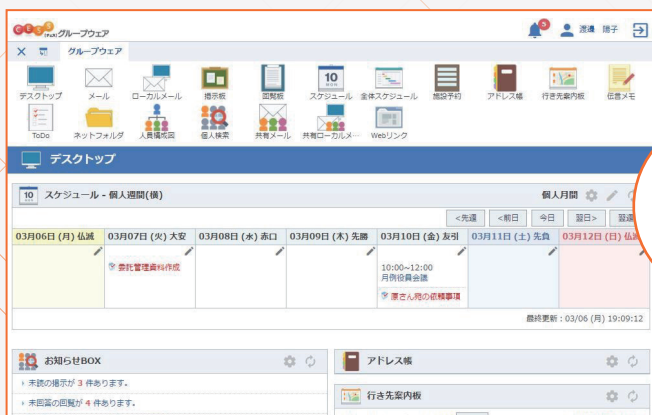 CESS
グループウェア
5
渡邉 陽子
グループウェア
デスクトップ
メール
ローカルメール
掲示板
回覧板
スケジュール
全体スケジュール
施設予約
アドレス帳
行き先案内板
伝言メモ
ToDo
ネットフォルダ
人員構成図
個人検索
共有メール
共有ローカルメ…
Webリンク
デスクトップ
10 スケジュール - 個人週間(横)
個人月間
<先週 <前日 今日 翌日> 翌週
03月06日 (月) 仏滅 03月07日 (火) 大安 03月08日 (水) 赤口 03月09日 (木) 先勝 03月10日 (金) 友引 03月11日 (土) 先負 03月12日 (日) 仏滅
委託管理資料作成
10:00~12:00
月例役員会議
原さん宛の依頼事項
最終更新 : 03/06 (月) 19:09:12
お知らせBOX
› 未読の掲示が 3 件あります。
› 未回答の回覧が 4 件あります。
アドレス帳
行き先案内板